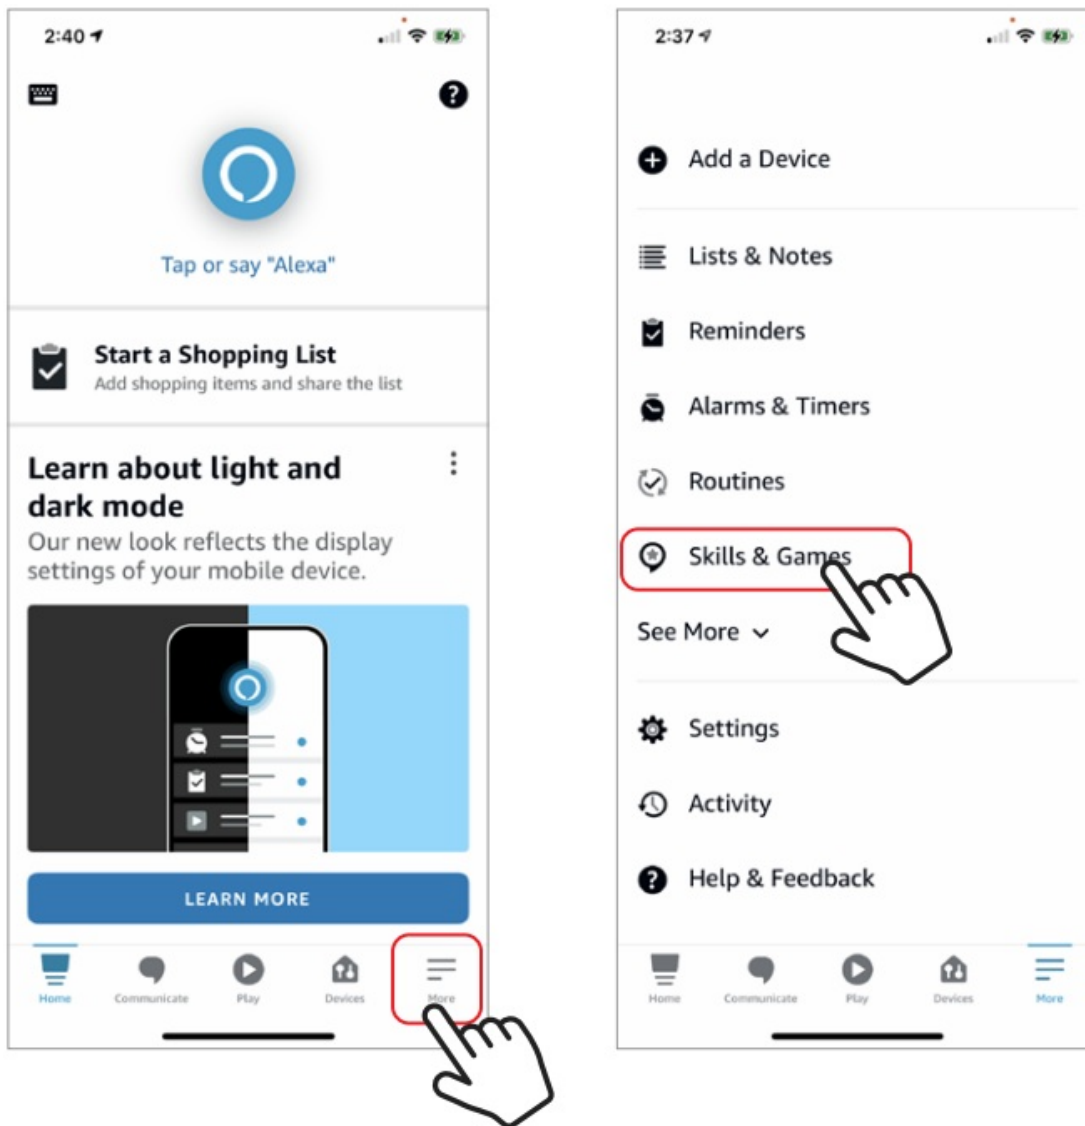 2:40
Tap or say "Alexa"
Start a Shopping List
Add shopping items and share the list
Learn about light and
dark mode
Our new look reflects the display
settings of your mobile device.
LEARN MORE
Home Communicate Play Devices More
2:37
Add a Device
Lists & Notes
Reminders
Alarms & Timers
Routines
Skills & Games
See More
Settings
Activity
Help & Feedback
Home Communicate Play Devices More